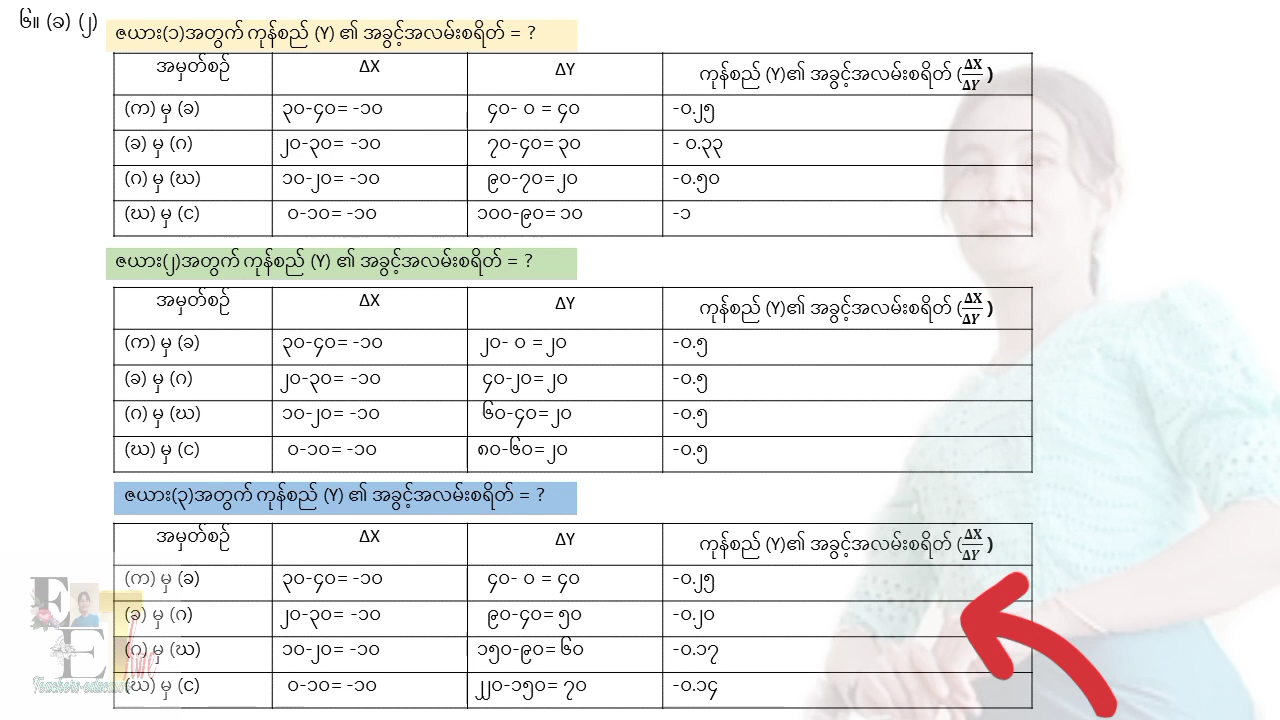 ၆။ (ခ) (၂)
ဇယား(၁)အတွက် ကုန်စည် (Y) ၏ အခွင့်အလမ်းစရိတ် = ?
အမှတ်စဉ် ΔX ΔY ကုန်စည် (Y)၏ အခွင့်အလမ်းစရိတ် (ΔX/ΔY)
(က) မှ (ခ) ၃၀-၄၀= -၁၀ ၄၀- ၀ = ၄၀ -၀.၂၅
(ခ) မှ (ဂ) ၂၀-၃၀= -၁၀ ၇၀-၄၀= ၃၀ - ၀.၃၃
(ဂ) မှ (ဃ) ၁၀-၂၀= -၁၀ ၉၀-၇၀=၂၀ -၀.၅၀
(ဃ) မှ (င) ၀-၁၀= -၁၀ ၁၀၀-၉၀= ၁၀ -၁
ဇယား(၂)အတွက် ကုန်စည် (Y) ၏ အခွင့်အလမ်းစရိတ် = ?
အမှတ်စဉ် ΔX ΔY ကုန်စည် (Y)၏ အခွင့်အလမ်းစရိတ် (ΔX/ΔY)
(က) မှ (ခ) ၃၀-၄၀= -၁၀ ၂၀- ၀ =၂၀ -၀.၅
(ခ) မှ (ဂ) ၂၀-၃၀= -၁၀ ၄၀-၂၀=၂၀ -၀.၅
(ဂ) မှ (ဃ) ၁၀-၂၀= -၁၀ ၆၀-၄၀=၂၀ -၀.၅
(ဃ) မှ (င) ၀-၁၀= -၁၀ ၈၀-၆၀=၂၀ -၀.၅
ဇယား(၃)အတွက် ကုန်စည် (Y) ၏ အခွင့်အလမ်းစရိတ် = ?
အမှတ်စဉ် ΔX ΔY ကုန်စည် (Y)၏ အခွင့်အလမ်းစရိတ် (ΔX/ΔY)
(က) မှ (ခ) ၃၀-၄၀= -၁၀ ၄၀- ၀ = ၄၀ -၀.၂၅
(ခ) မှ (ဂ) ၂၀-၃၀= -၁၀ ၉၀-၄၀= ၅၀ -၀.၂၀
(ဂ) မှ (ဃ) ၁၀-၂၀= -၁၀ ၁၅၀-၉၀= ၆၀ -၀.၁၇
(ဃ) မှ (င) ၀-၁၀= -၁၀ ၂၂၀-၁၅၀= ၇၀ -၀.၁၄
E
E